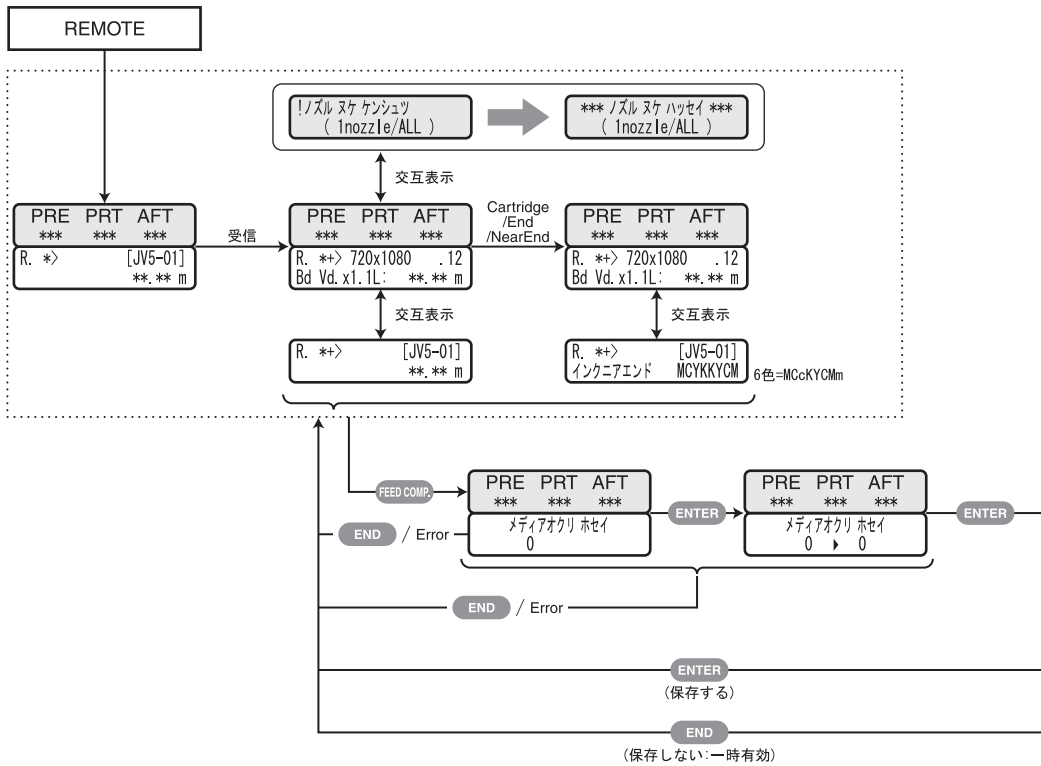 REMOTE
!ノズル ヌケ ケンシュツ
( 1nozzle/ALL )
*** ノズル ヌケ ハッセイ ***
( 1nozzle/ALL )
交互表示
PRE PRT AFT
*** *** ***
R. *+> [JV5-01]
**.** m
受信
PRE PRT AFT
*** *** ***
R. *+> 720x1080 .12
Bd Vd.x1.1L: **.** m
Cartridge
/End
/NearEnd
PRE PRT AFT
*** *** ***
R. *+> 720x1080 .12
Bd Vd.x1.1L: **.** m
交互表示
交互表示
R. *+> [JV5-01]
**.** m
R. *+> [JV5-01]
インクニアエンド MCYKKYCM
6色=MCcKYCMm
FEED COMP.
PRE PRT AFT
*** *** ***
メディアオクリ ホセイ
0
ENTER
PRE PRT AFT
*** *** ***
メディアオクリ ホセイ
0 ▸ 0
ENTER
END / Error
END / Error
ENTER
(保存する)
END
(保存しない:一時有効)